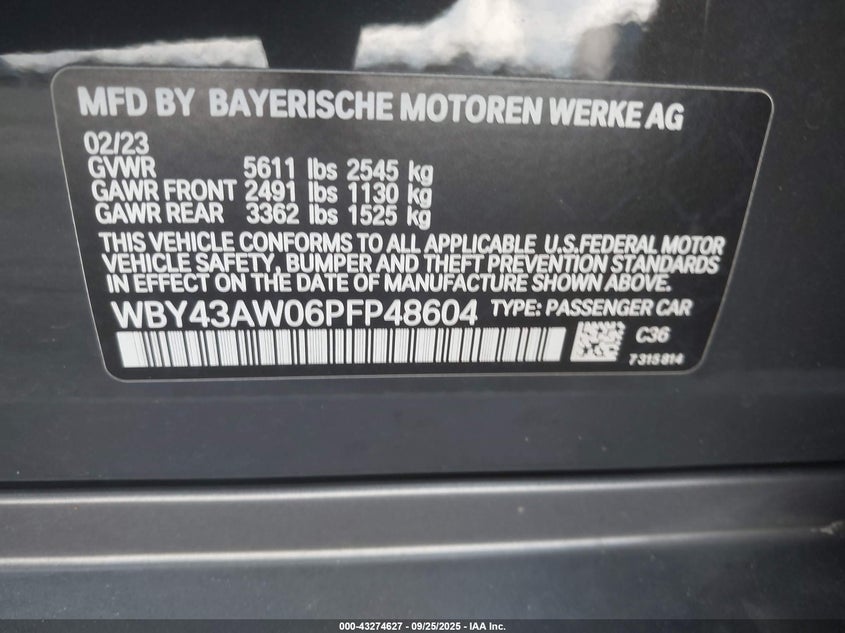 MFD BY BAYERISCHE MOTOREN WERKE AG
02/23
GVWR 5611 lbs 2545 kg
GAWR FRONT 2491 lbs 1130 kg
GAWR REAR 3362 lbs 1525 kg
THIS VEHICLE CONFORMS TO ALL APPLICABLE U.S.FEDERAL MOTOR
VEHICLE SAFETY, BUMPER AND THEFT PREVENTION STANDARDS
IN EFFECT ON THE DATE OF MANUFACTURE SHOWN ABOVE.
WBY43AW06PFP48604 TYPE: PASSENGER CAR
C36
7315814
000-43274627 - 09/25/2025 - IAA Inc.